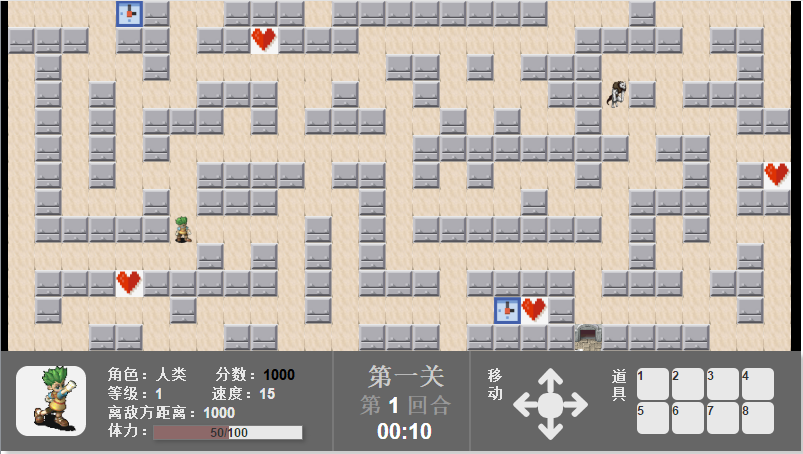 角色：人类 分数：1000
等级：1 速度：15
离敌方距离：1000
体力：50/100
第一关
第 1 回合
00:10
移动
道具
1 2 3 4
5 6 7 8